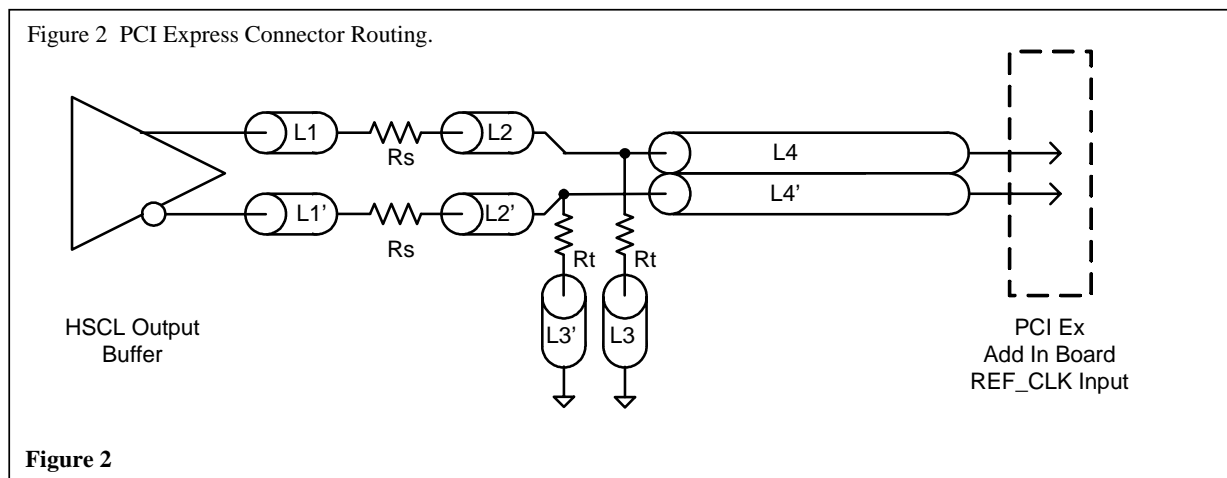 Figure 2 PCI Express Connector Routing.
L1
Rs
L2
L4
L1'
Rs
L2'
L4'
Rt
Rt
L3'
L3
HSCL Output
Buffer
PCI Ex
Add In Board
REF_CLK Input
Figure 2